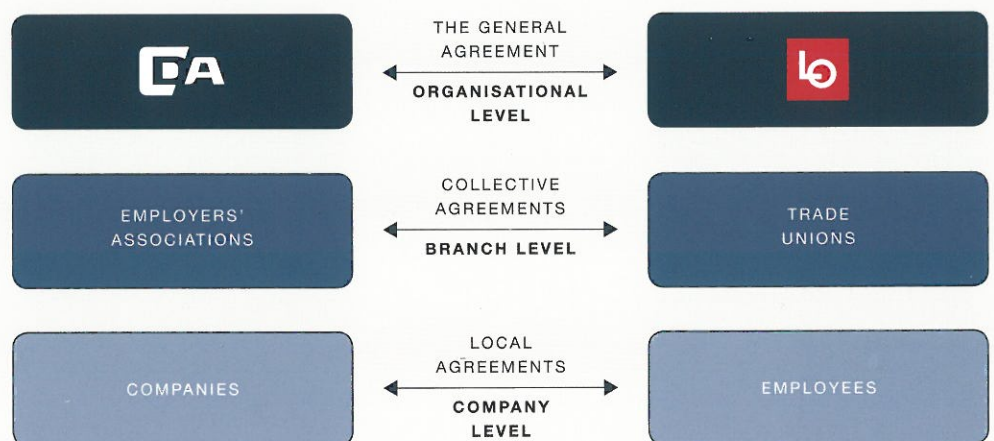 DA
THE GENERAL
AGREEMENT
ORGANISATIONAL
LEVEL
LO
EMPLOYERS'
ASSOCIATIONS
COLLECTIVE
AGREEMENTS
BRANCH LEVEL
TRADE
UNIONS
COMPANIES
LOCAL
AGREEMENTS
COMPANY
LEVEL
EMPLOYEES